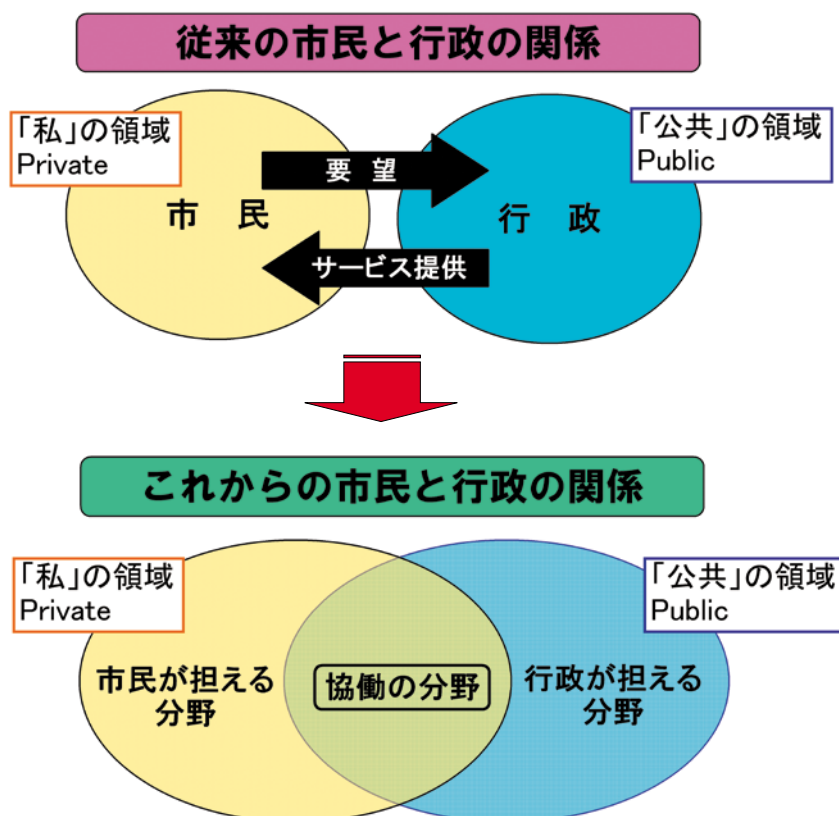 従来の市民と行政の関係
「私」の領域
Private
「公共」の領域
Public
要 望
市 民
行 政
サービス提供
これからの市民と行政の関係
「私」の領域
Private
「公共」の領域
Public
市民が担える
分野
協働の分野
行政が担える
分野